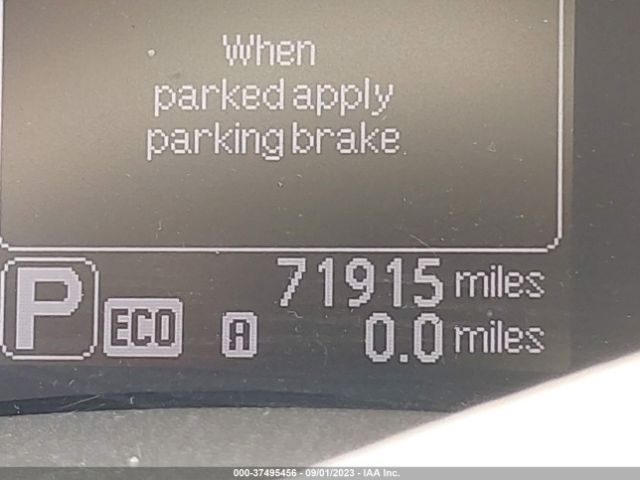 When
parked apply
parking brake
71915 miles
P ECO A 0.0 miles
000-37495456 - 09/01/2023 - IAA Inc.